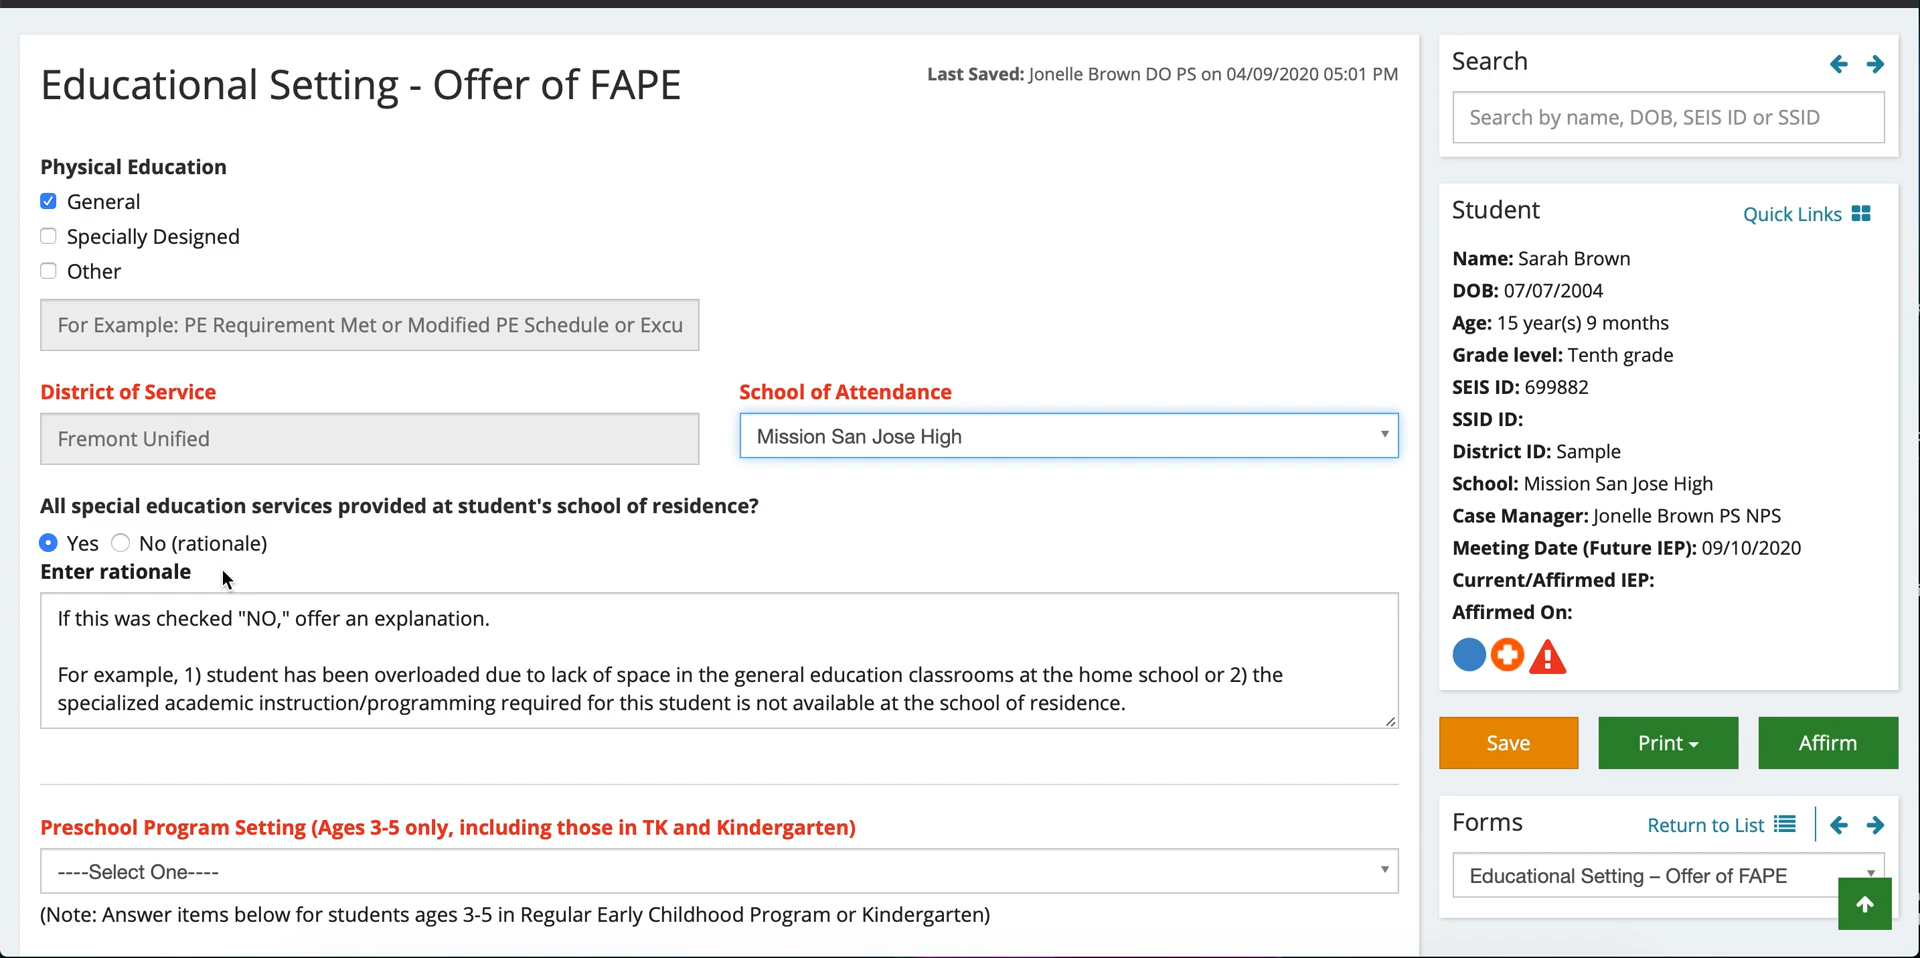 Educational Setting - Offer of FAPE
Last Saved: Jonelle Brown DO PS on 04/09/2020 05:01 PM
Physical Education
General
Specially Designed
Other
For Example: PE Requirement Met or Modified PE Schedule or Excu
District of Service
School of Attendance
Fremont Unified
Mission San Jose High
All special education services provided at student's school of residence?
Yes No (rationale)
Enter rationale
If this was checked "NO," offer an explanation.
For example, 1) student has been overloaded due to lack of space in the general education classrooms at the home school or 2) the
specialized academic instruction/programming required for this student is not available at the school of residence.
Preschool Program Setting (Ages 3-5 only, including those in TK and Kindergarten)
----Select One----
(Note: Answer items below for students ages 3-5 in Regular Early Childhood Program or Kindergarten)
Search
Search by name, DOB, SEIS ID or SSID
Student
Quick Links
Name: Sarah Brown
DOB: 07/07/2004
Age: 15 year(s) 9 months
Grade level: Tenth grade
SEIS ID: 699882
SSID ID:
District ID: Sample
School: Mission San Jose High
Case Manager: Jonelle Brown PS NPS
Meeting Date (Future IEP): 09/10/2020
Current/Affirmed IEP:
Affirmed On:
Save
Print
Affirm
Forms
Return to List
Educational Setting – Offer of FAPE